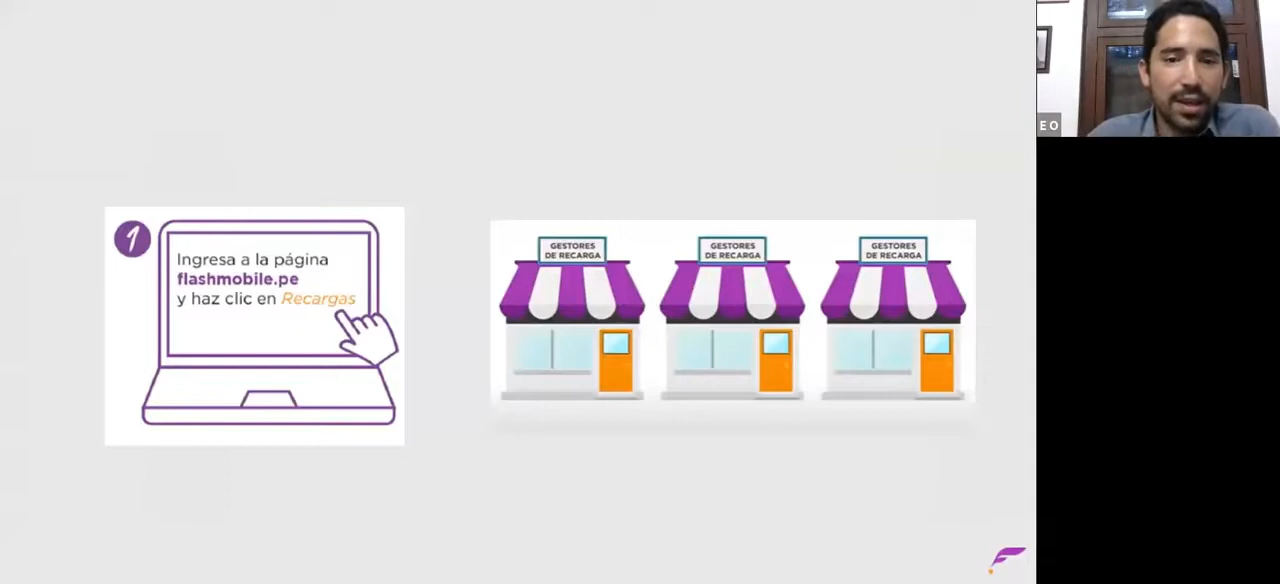 1
Ingresa a la página
flashmobile.pe
y haz clic en Recargas
GESTORES
DE RECARGA
GESTORES
DE RECARGA
GESTORES
DE RECARGA
E O